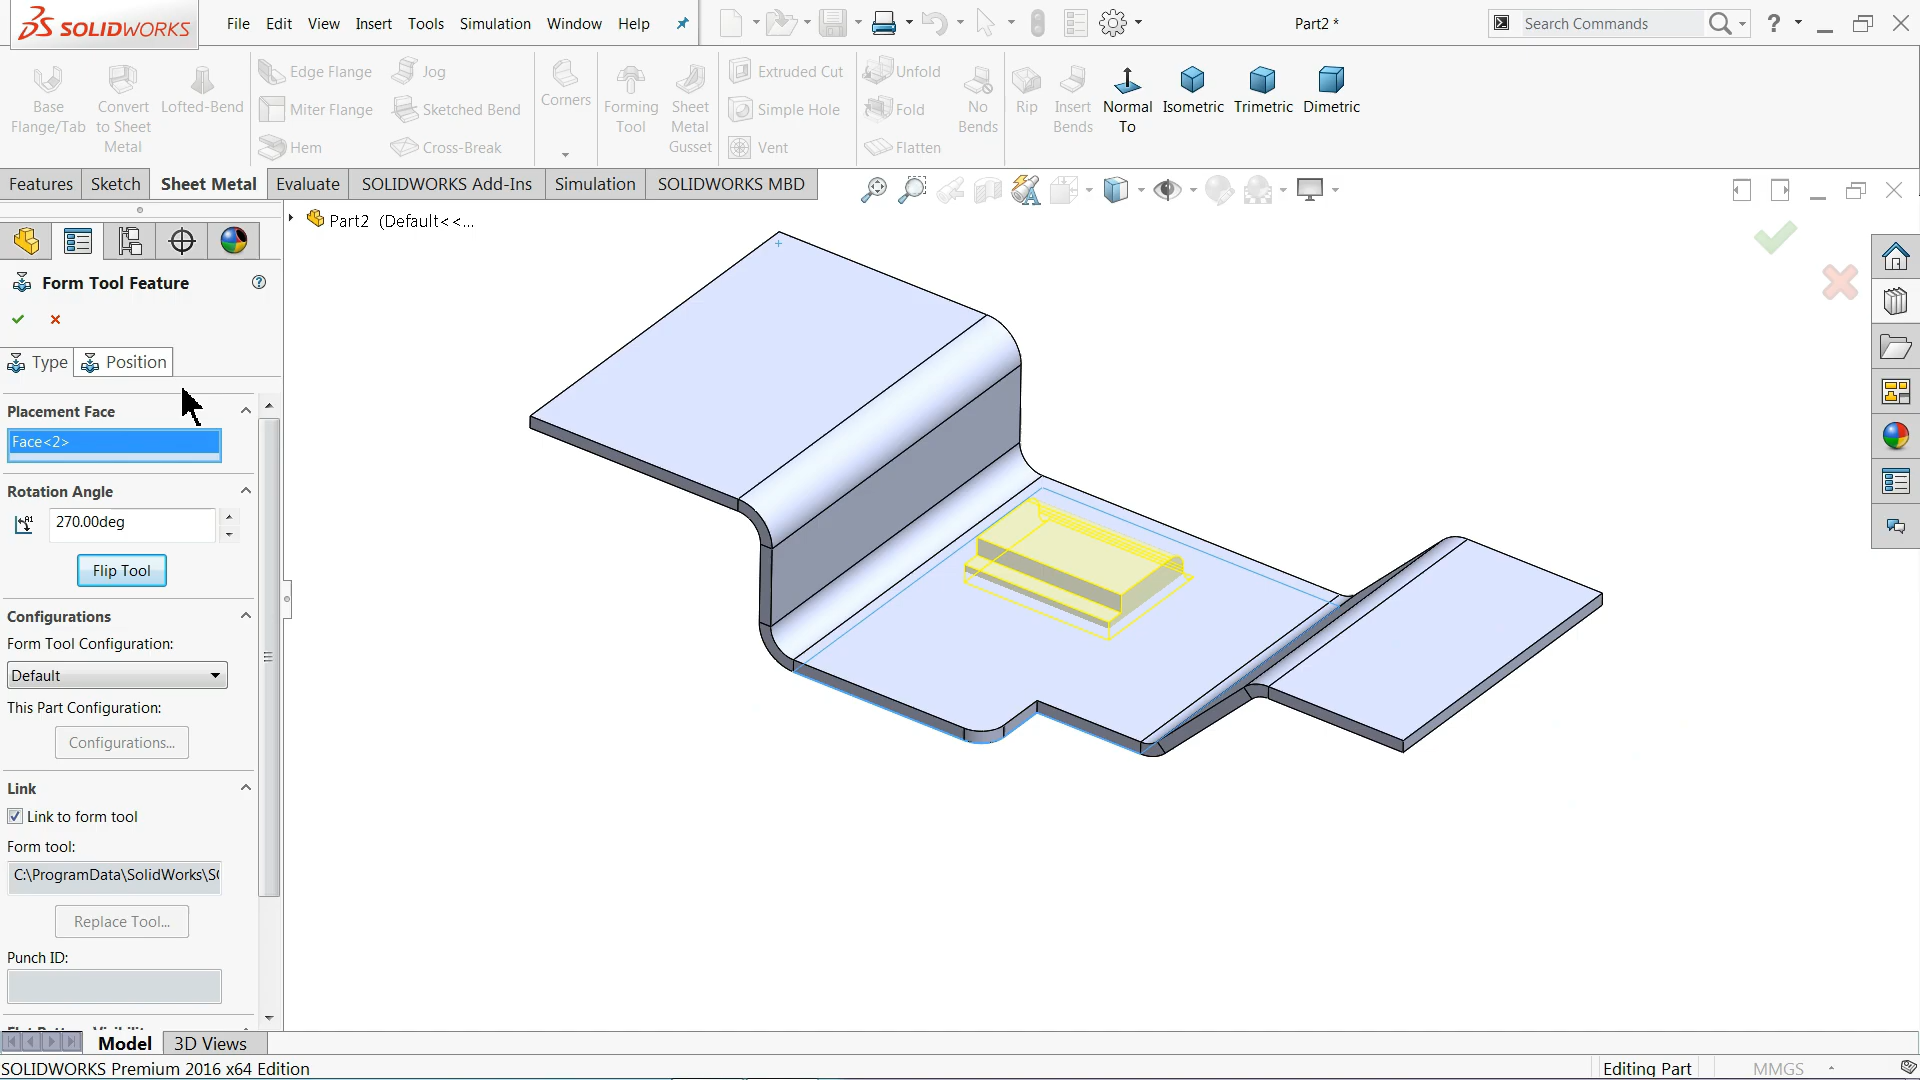 SOLIDWORKS File Edit View Insert Tools Simulation Window Help Part2 * Search Commands ?
Edge Flange Jog Extruded Cut Unfold
Base Flange/Tab Convert to Sheet Metal Lofted-Bend Miter Flange Sketched Bend Corners Forming Tool Sheet Metal Gusset Simple Hole Fold No Bends Rip Insert Bends Normal To Isometric Trimetric Dimetric
Hem Cross-Break Vent Flatten
Features Sketch Sheet Metal Evaluate SOLIDWORKS Add-Ins Simulation SOLIDWORKS MBD
Part2 (Default<<...
Form Tool Feature
Type Position
Placement Face
Face<2>
Rotation Angle
270.00deg
Flip Tool
Configurations
Form Tool Configuration:
Default
This Part Configuration:
Configurations...
Link
Link to form tool
Form tool:
C:\ProgramData\SolidWorks\S
Replace Tool...
Punch ID:
Model 3D Views
SOLIDWORKS Premium 2016 x64 Edition Editing Part MMGS